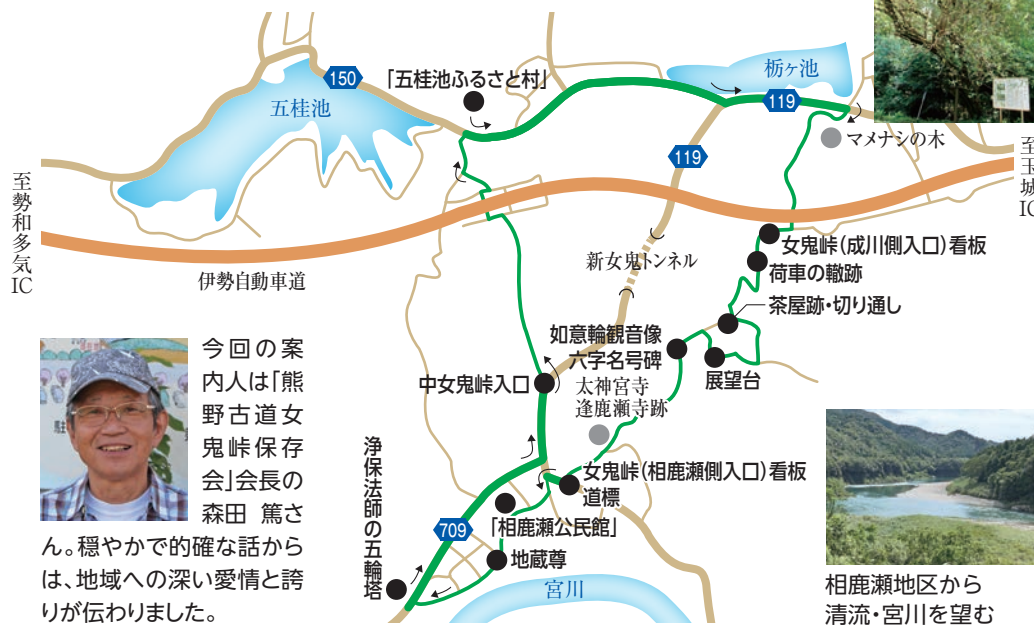 150
「五桂池ふるさと村」
五桂池
栃ヶ池
119
マメナシの木
119
至玉城IC
至勢和多気IC
伊勢自動車道
新女鬼トンネル
女鬼峠(成川側入口)看板
荷車の轍跡
茶屋跡・切り通し
如意輪観音像
六字名号碑
展望台
中女鬼峠入口
太神宮寺
逢鹿瀬寺跡
女鬼峠(相鹿瀬側入口)看板
道標
浄保法師の五輪塔
709
「相鹿瀬公民館」
地蔵尊
宮川
今回の案
内人は「熊
野古道女
鬼峠保存
会」会長の
森田 篤さ
ん。穏やかで的確な話から
は、地域への深い愛情と誇
りが伝わりました。
相鹿瀬地区から
清流・宮川を望む